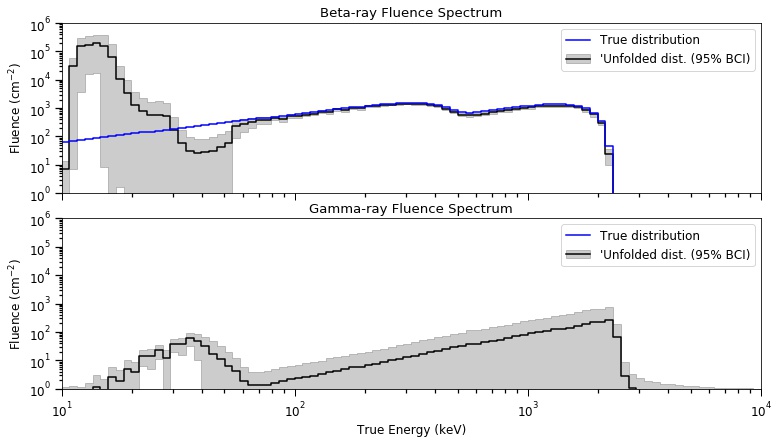 Beta-ray Fluence Spectrum
10^6
10^5
10^4
10^3
10^2
10^1
10^0
Fluence (cm^−2)
True distribution
'Unfolded dist. (95% BCI)
Gamma-ray Fluence Spectrum
10^6
10^5
10^4
10^3
10^2
10^1
10^0
Fluence (cm^−2)
True distribution
'Unfolded dist. (95% BCI)
10^1 10^2 10^3 10^4
True Energy (keV)